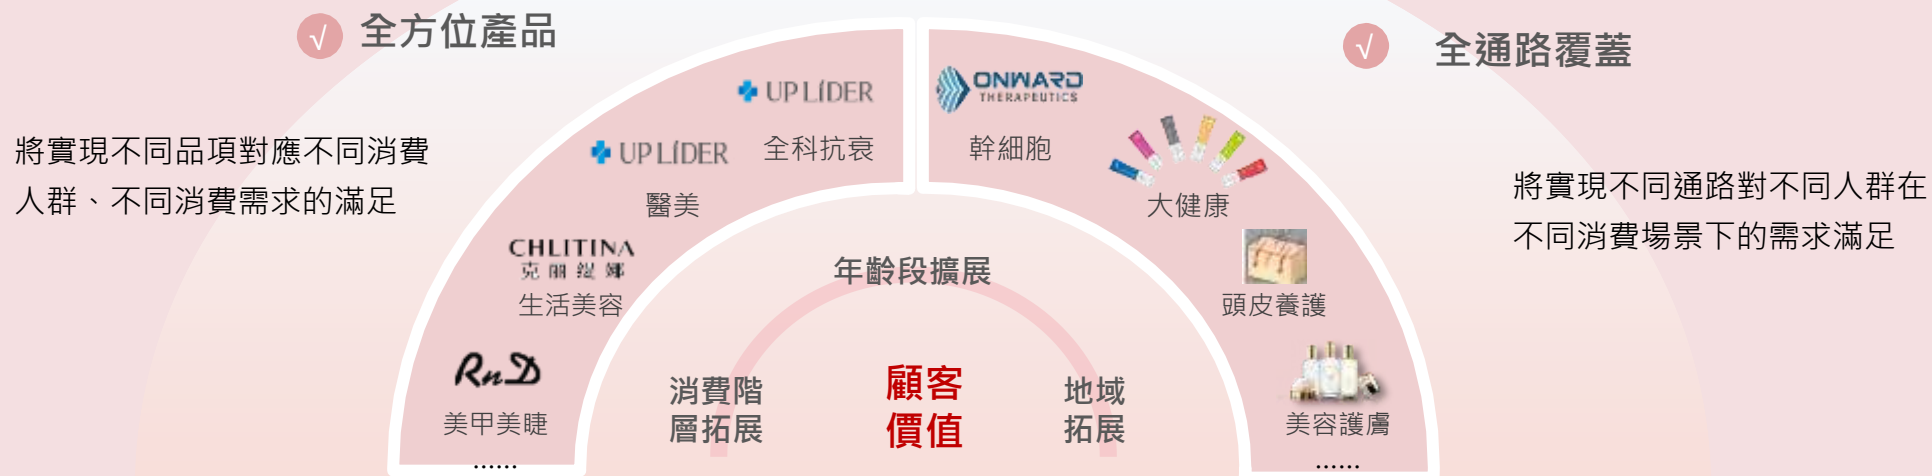 √ 全方位產品
將實現不同品項對應不同消費
人群、不同消費需求的滿足
√ 全通路覆蓋
將實現不同通路對不同人群在
不同消費場景下的需求滿足
UP LÍDER
全科抗衰
UP LÍDER
醫美
CHLITINA
克丽缇娜
生活美容
RnD
美甲美睫
......
ONWARD
THERAPEUTICS
幹細胞
大健康
頭皮養護
美容護膚
......
年齡段擴展
消費階
層拓展
顧客
價值
地域
拓展